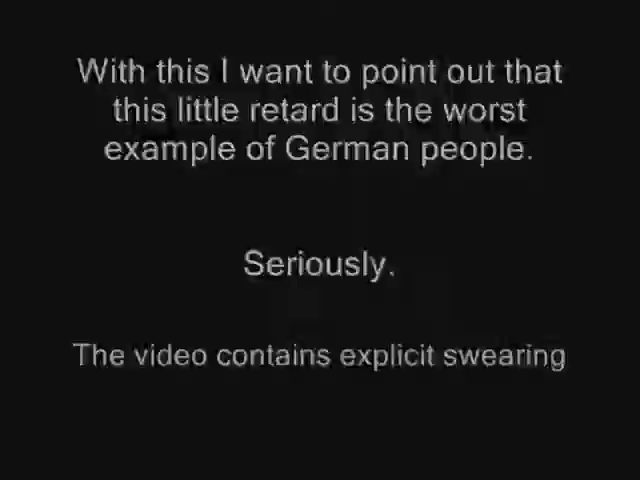 With this I want to point out that
this little retard is the worst
example of German people.
Seriously.
The video contains explicit swearing